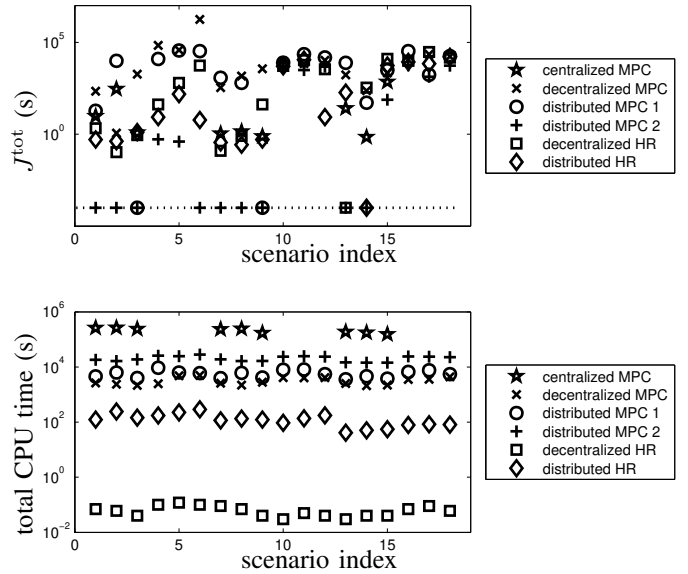 10^5
10^0
J^tot (s)
0 5 10 15
scenario index
centralized MPC
decentralized MPC
distributed MPC 1
distributed MPC 2
decentralized HR
distributed HR
10^6
10^4
10^2
10^0
10^-2
total CPU time (s)
0 5 10 15
scenario index
centralized MPC
decentralized MPC
distributed MPC 1
distributed MPC 2
decentralized HR
distributed HR